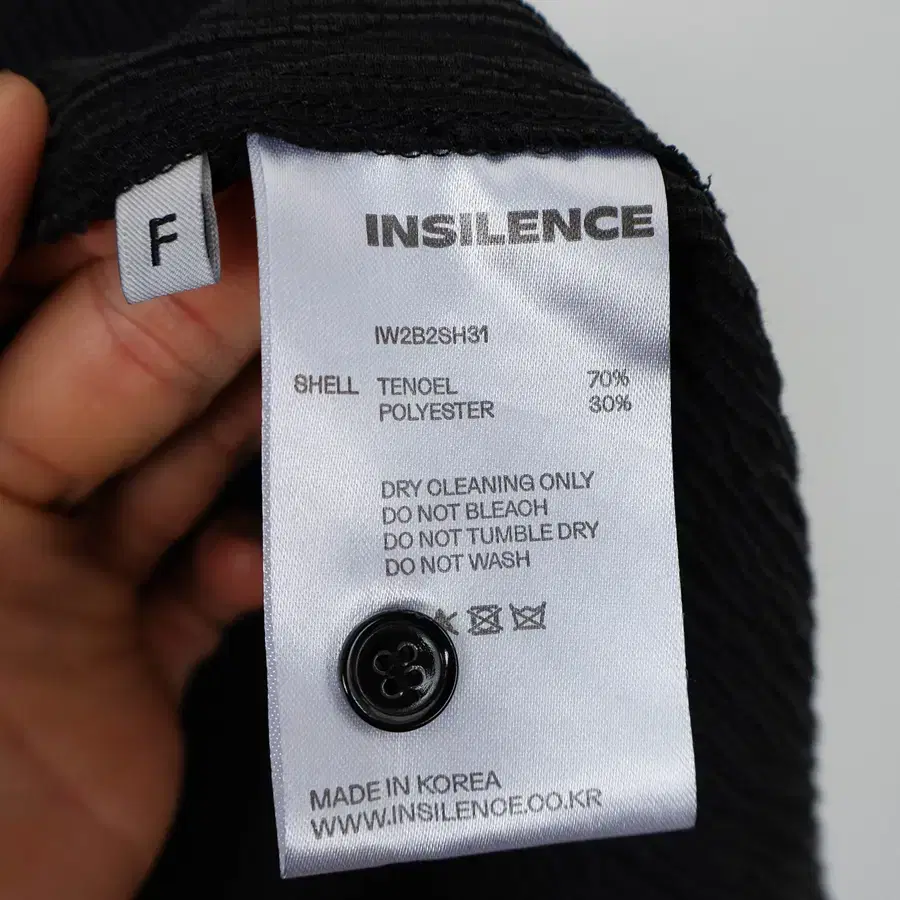 F
INSILENCE
IW2B2SH31
SHELL TENCEL 70%
POLYESTER 30%
DRY CLEANING ONLY
DO NOT BLEACH
DO NOT TUMBLE DRY
DO NOT WASH
MADE IN KOREA
WWW.INSILENCE.CO.KR